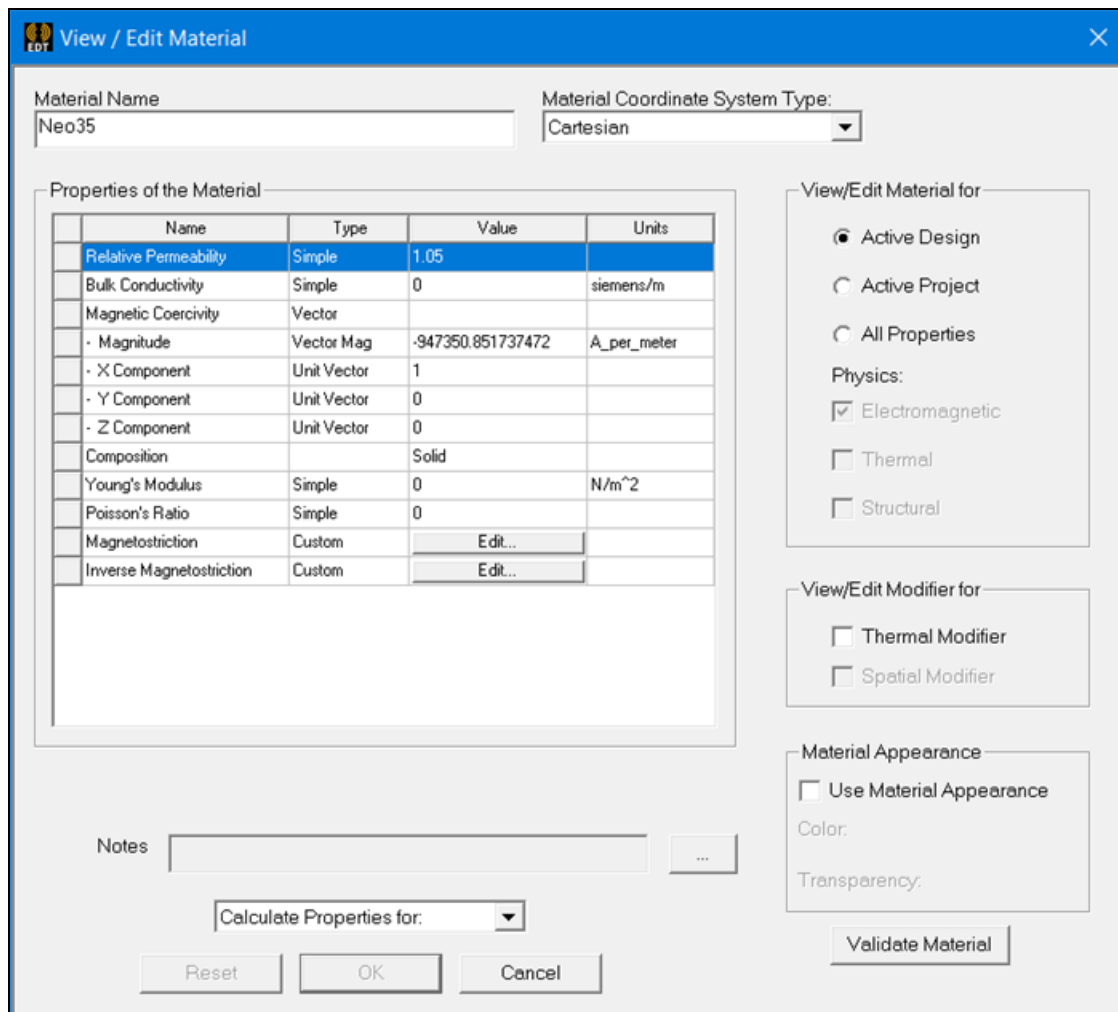 EDT View / Edit Material
Material Name
Neo35
Material Coordinate System Type:
Cartesian
Properties of the Material
Name Type Value Units
Relative Permeability Simple 1.05
Bulk Conductivity Simple 0 siemens/m
Magnetic Coercivity Vector
- Magnitude Vector Mag -947350.851737472 A_per_meter
- X Component Unit Vector 1
- Y Component Unit Vector 0
- Z Component Unit Vector 0
Composition Solid
Young's Modulus Simple 0 N/m^2
Poisson's Ratio Simple 0
Magnetostriction Custom Edit...
Inverse Magnetostriction Custom Edit...
View/Edit Material for
Active Design
Active Project
All Properties
Physics:
Electromagnetic
Thermal
Structural
View/Edit Modifier for
Thermal Modifier
Spatial Modifier
Material Appearance
Use Material Appearance
Color:
Transparency:
Notes ...
Calculate Properties for:
Validate Material
Reset OK Cancel